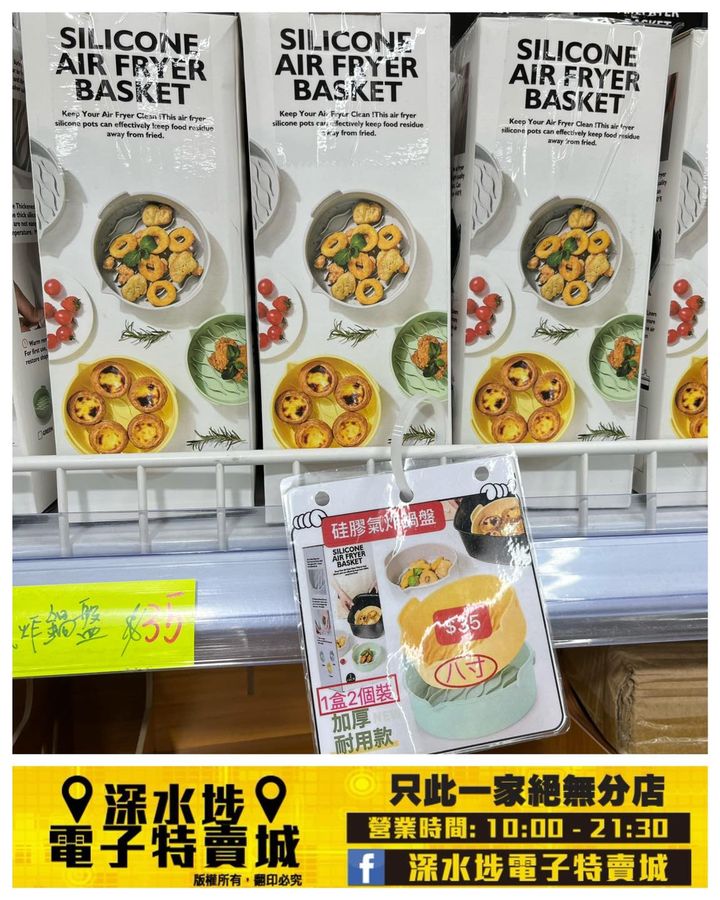 SILICONE
AIR FRYER
BASKET
Keep Your Air Fryer Clean !This air fryer
silicone pots can effectively keep food residue
away from fried.
SILICONE
AIR FRYER
BASKET
Keep Your Air Fryer Clean !This air fryer
silicone pots can effectively keep food residue
away from fried.
SILICONE
AIR FRYER
BASKET
Keep Your Air Fryer Clean !This air fryer
silicone pots can effectively keep food residue
away from fried.
硅膠氣炸鍋盤
SILICONE
AIR FRYER
BASKET
$35
八寸
1盒2個裝
加厚
耐用款
炸鍋盤 $35
深水埗
電子特賣城
版權所有，翻印必究
只此一家絕無分店
營業時間: 10:00 - 21:30
f 深水埗電子特賣城